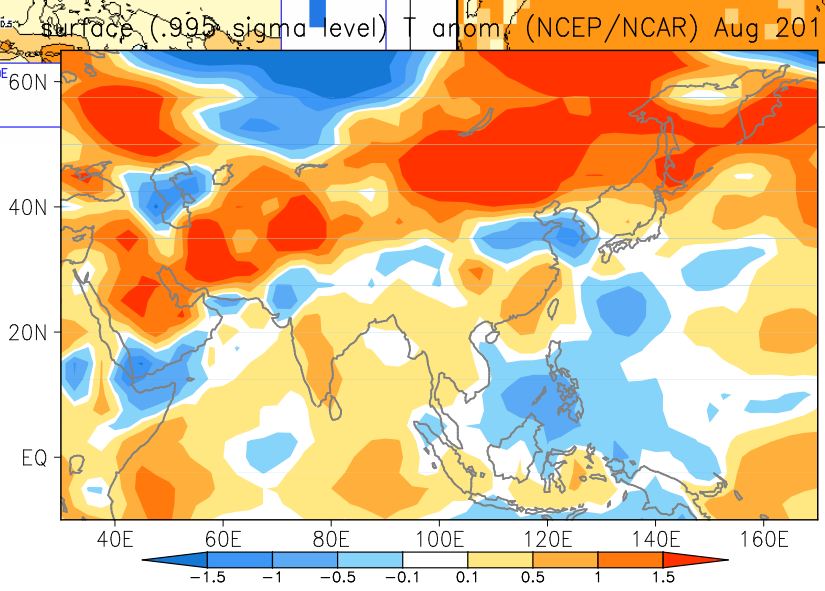 surface (.995 sigma level) T anom. (NCEP/NCAR) Aug 201
60N
40N
20N
EQ
40E 60E 80E 100E 120E 140E 160E
−1.5 −1 −0.5 −0.1 0.1 0.5 1 1.5